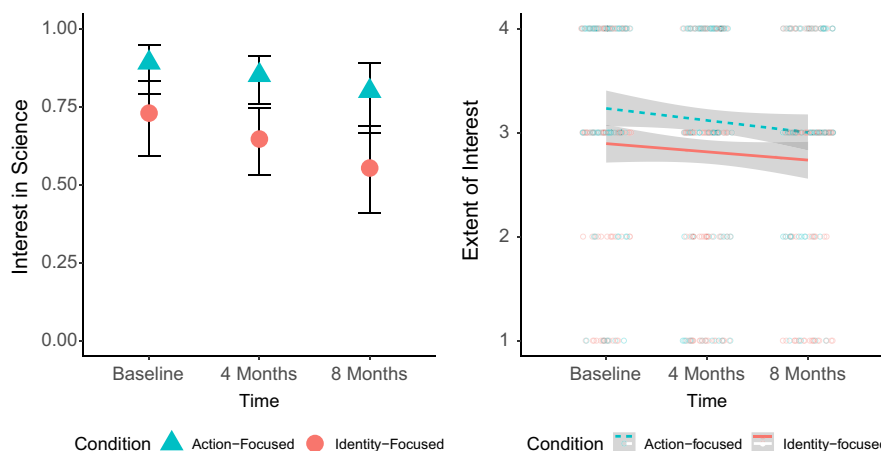 Interest in Science
1.00
0.75
0.50
0.25
0.00
Baseline
4 Months
8 Months
Time
Condition
Action−Focused
Identity−Focused
Extent of Interest
4
3
2
1
Baseline
4 Months
8 Months
Time
Condition
Action−focused
Identity−focused